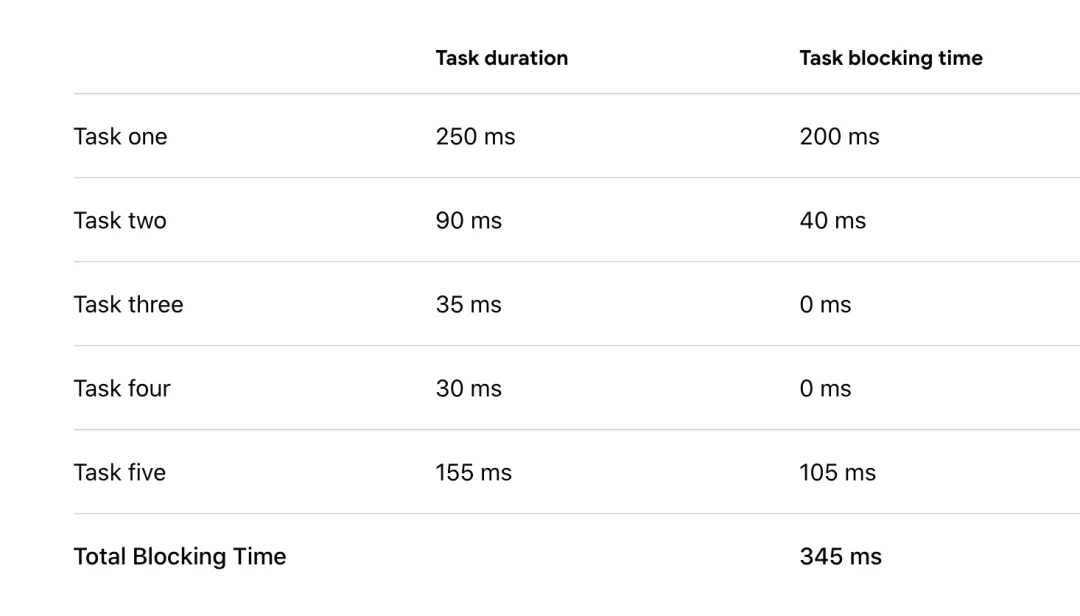 Task duration Task blocking time
Task one 250 ms 200 ms
Task two 90 ms 40 ms
Task three 35 ms 0 ms
Task four 30 ms 0 ms
Task five 155 ms 105 ms
Total Blocking Time 345 ms